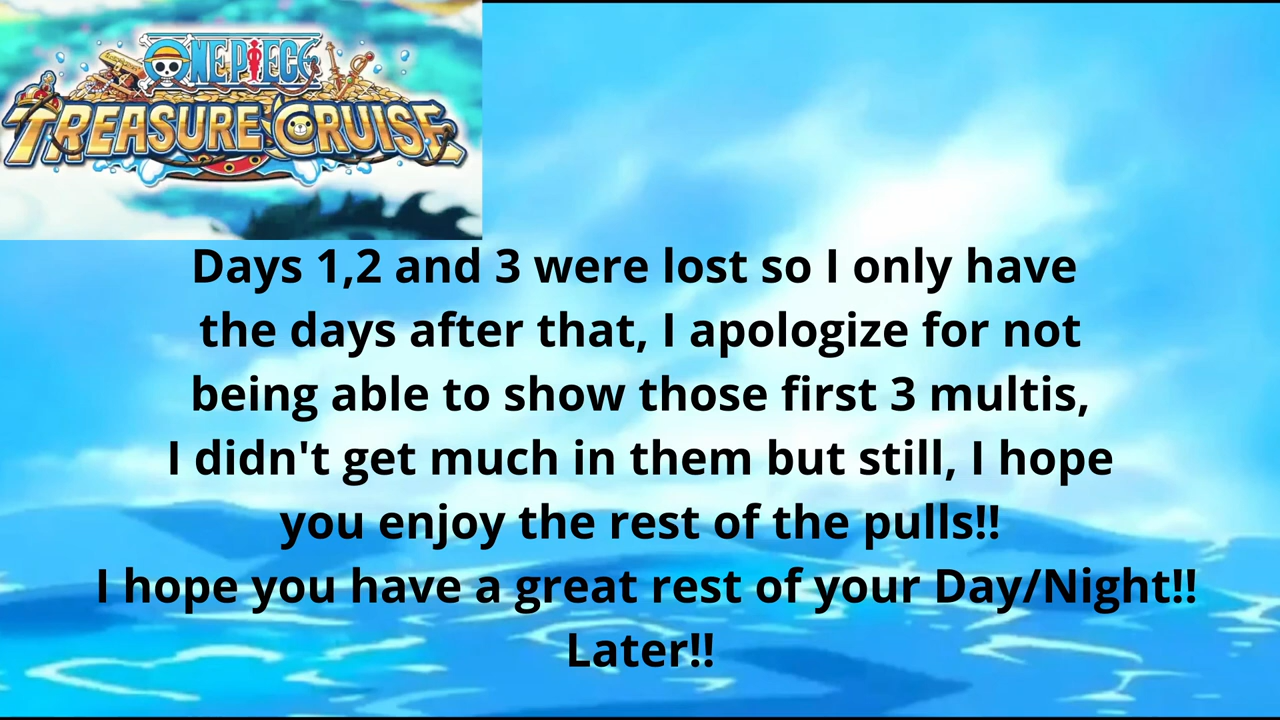 ONE PIECE
TREASURE CRUISE
Days 1,2 and 3 were lost so I only have
the days after that, I apologize for not
being able to show those first 3 multis,
I didn't get much in them but still, I hope
you enjoy the rest of the pulls!!
I hope you have a great rest of your Day/Night!!
Later!!